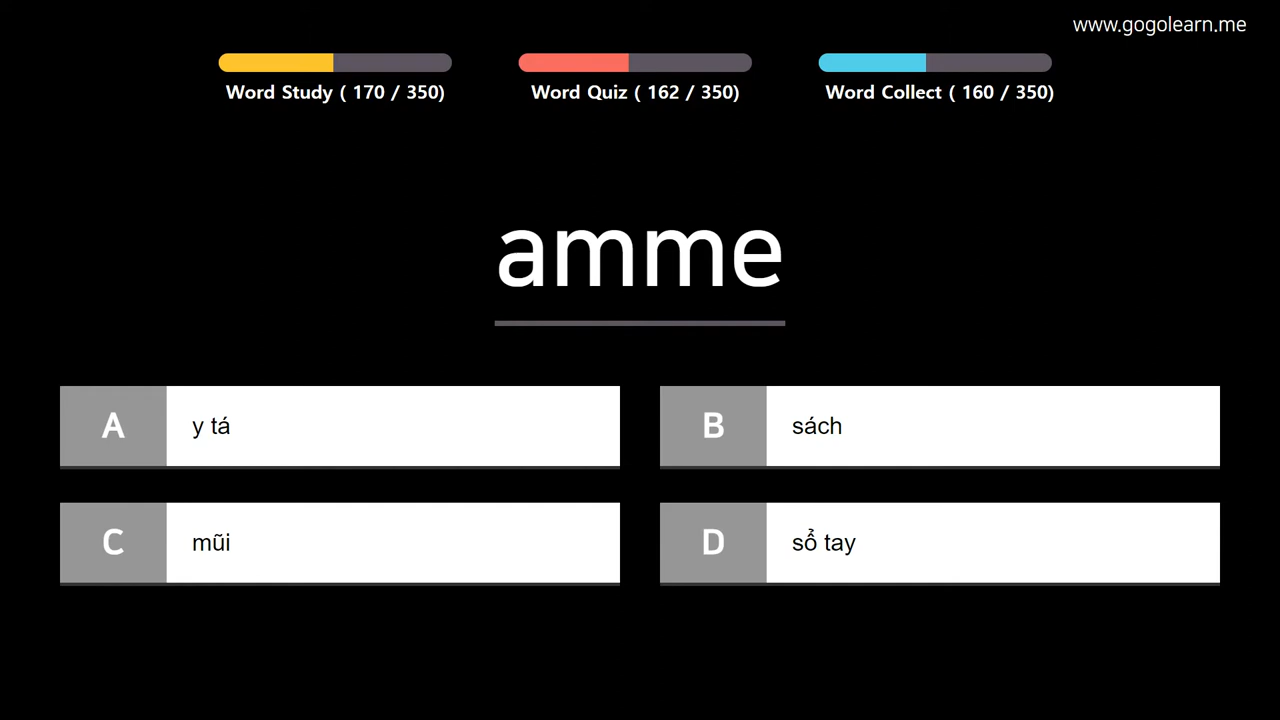 www.gogolearn.me
Word Study ( 170 / 350)
Word Quiz ( 162 / 350)
Word Collect ( 160 / 350)
amme
A y tá
B sách
C mũi
D sổ tay